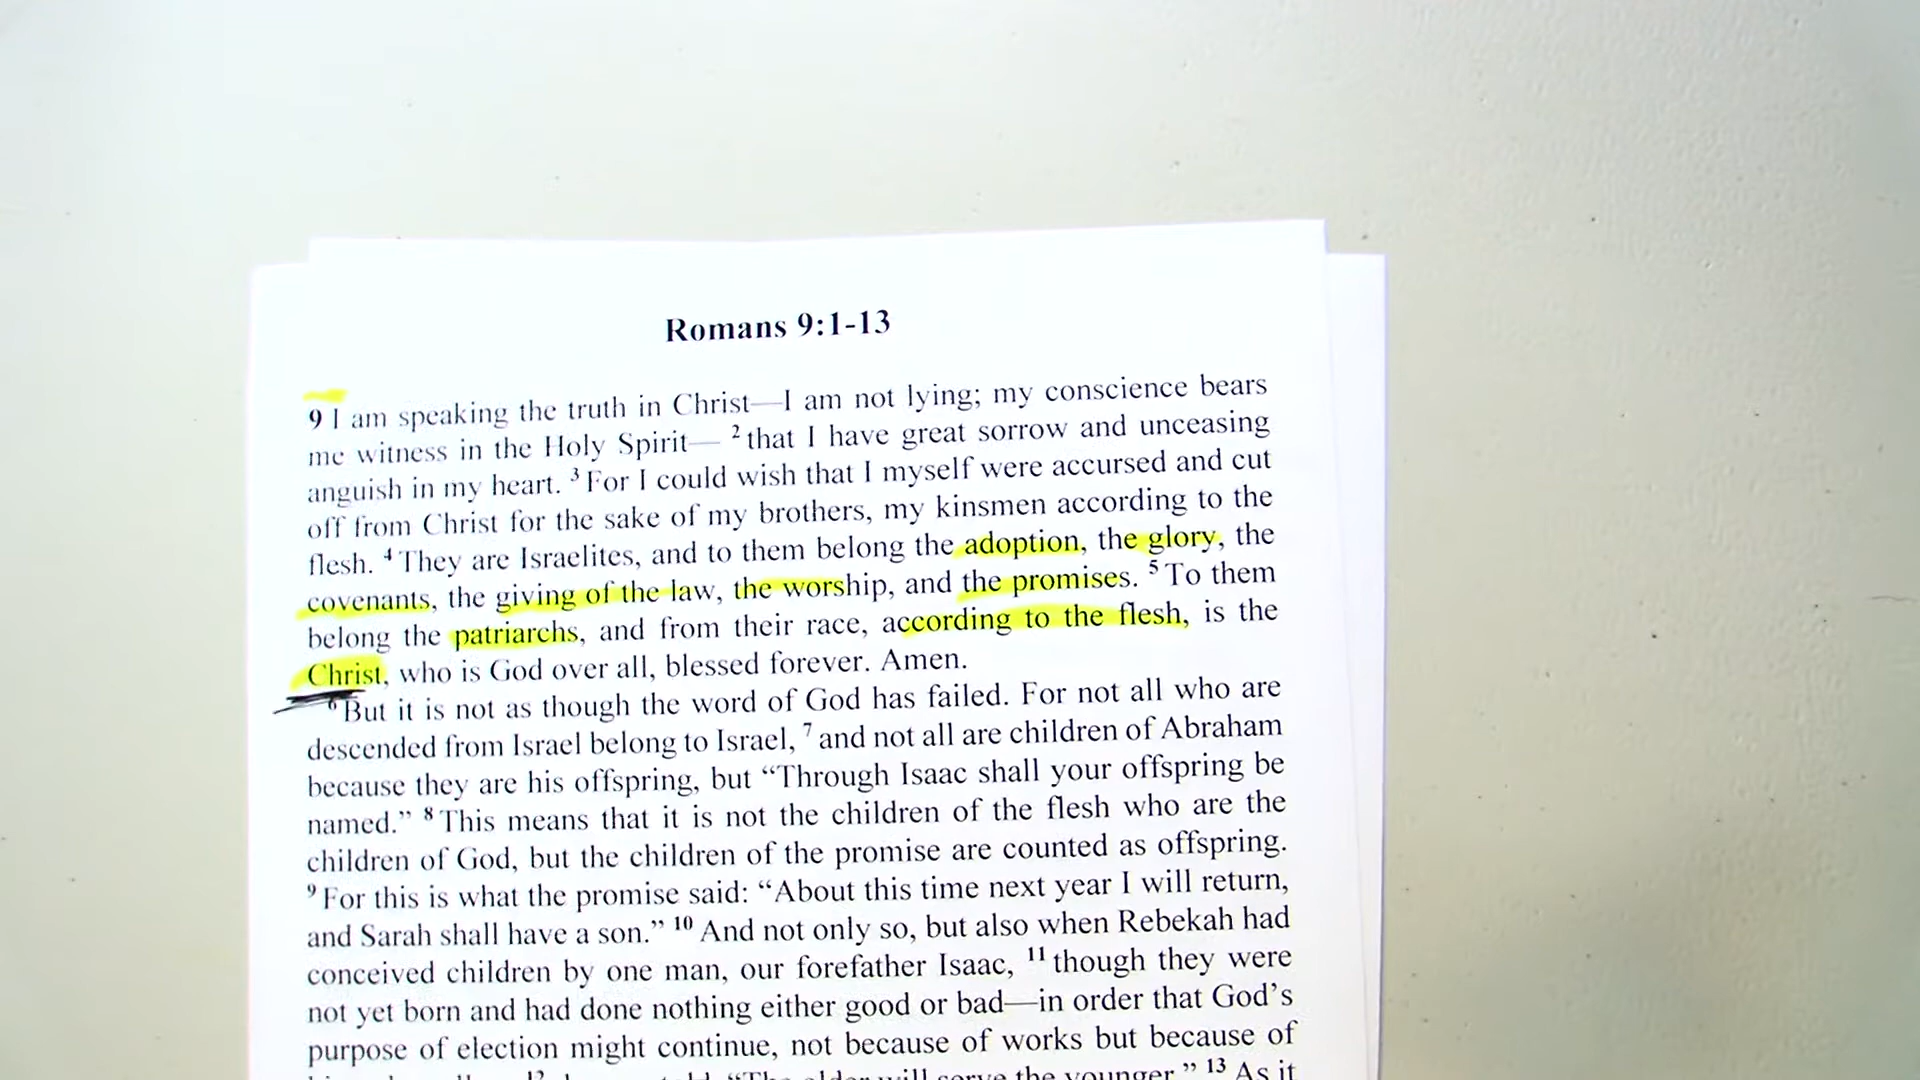 Romans 9:1-13
9 I am speaking the truth in Christ—I am not lying; my conscience bears
me witness in the Holy Spirit— 2 that I have great sorrow and unceasing
anguish in my heart. 3 For I could wish that I myself were accursed and cut
off from Christ for the sake of my brothers, my kinsmen according to the
flesh. 4 They are Israelites, and to them belong the adoption, the glory, the
covenants, the giving of the law, the worship, and the promises. 5 To them
belong the patriarchs, and from their race, according to the flesh, is the
Christ, who is God over all, blessed forever. Amen.
6 But it is not as though the word of God has failed. For not all who are
descended from Israel belong to Israel, 7 and not all are children of Abraham
because they are his offspring, but “Through Isaac shall your offspring be
named.” 8 This means that it is not the children of the flesh who are the
children of God, but the children of the promise are counted as offspring.
9 For this is what the promise said: “About this time next year I will return,
and Sarah shall have a son.” 10 And not only so, but also when Rebekah had
conceived children by one man, our forefather Isaac, 11 though they were
not yet born and had done nothing either good or bad—in order that God’s
purpose of election might continue, not because of works but because of
“The elder will serve the younger.” 13 As it